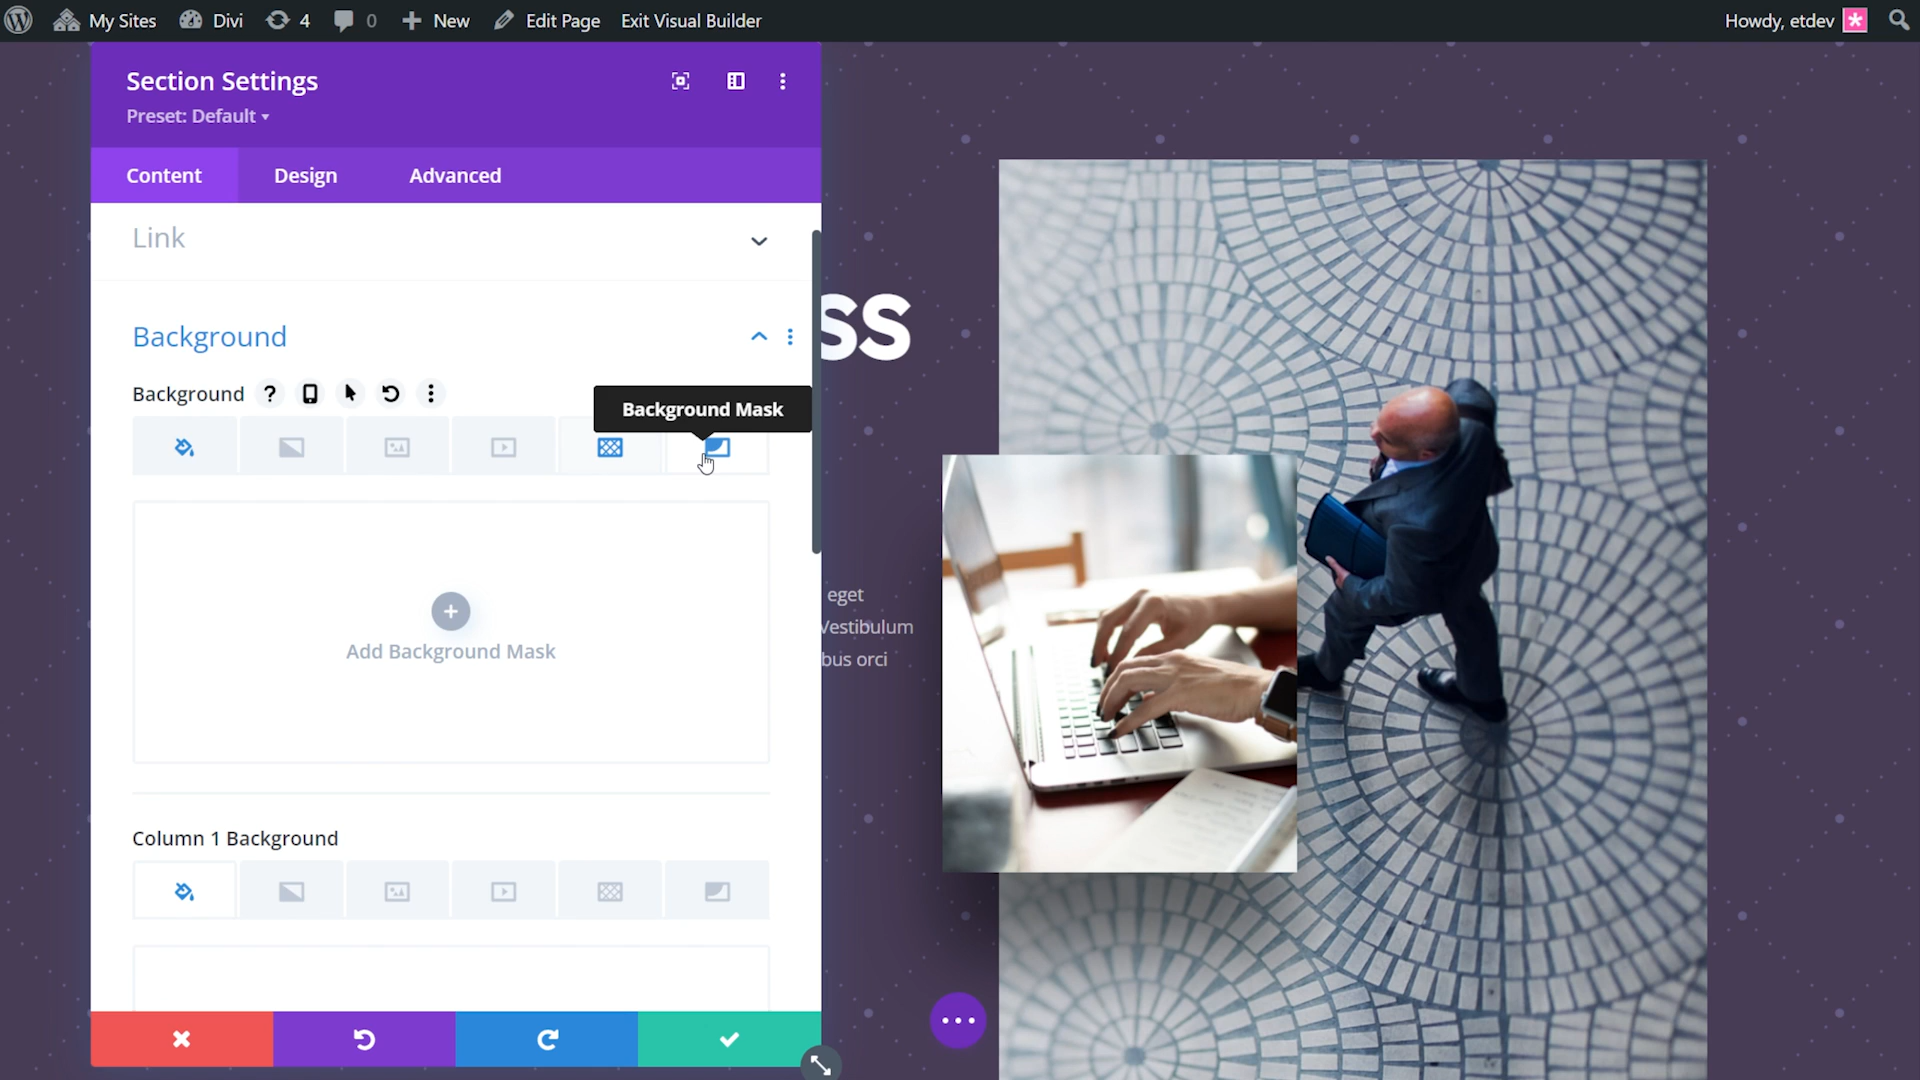 My Sites Divi 4 0 New Edit Page Exit Visual Builder Howdy, etdev
Section Settings
Preset: Default
Content Design Advanced
Link
Background
Background ?
Background Mask
Add Background Mask
Column 1 Background
SS
eget
Vestibulum
bus orci